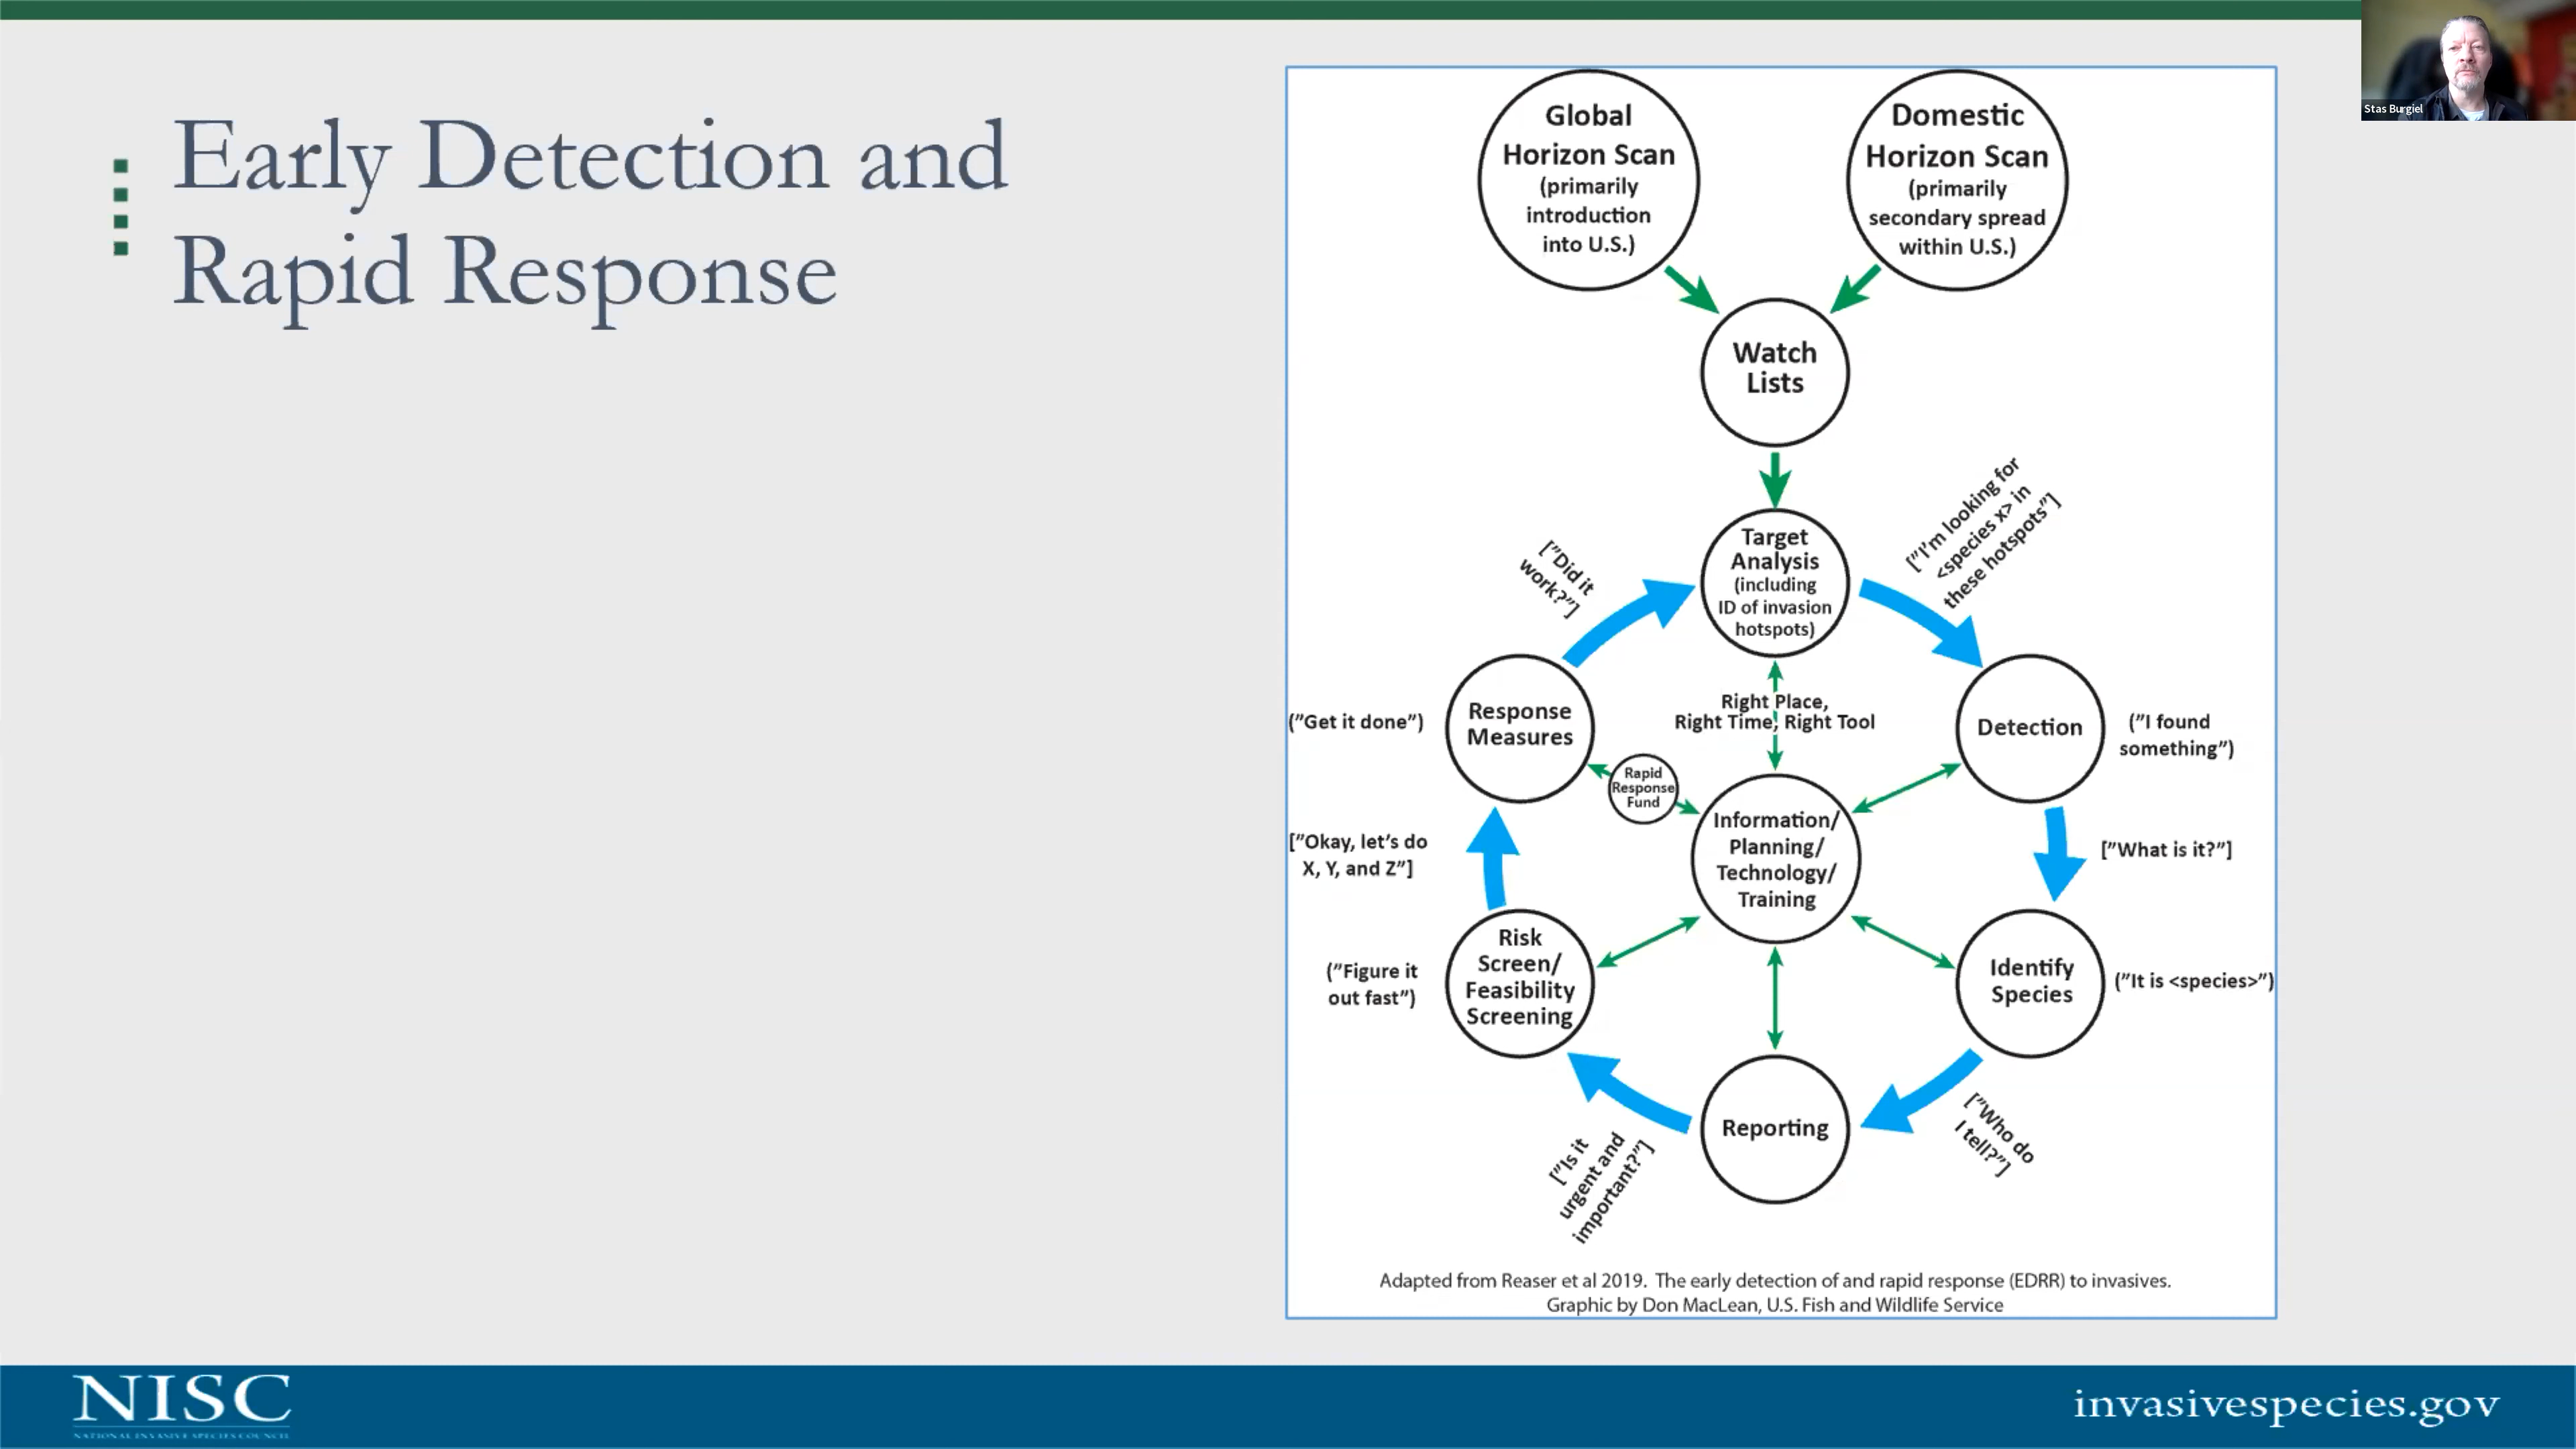 Stas Burgiel
Early Detection and
Rapid Response
Global
Horizon Scan
(primarily
introduction
into U.S.)
Domestic
Horizon Scan
(primarily
secondary spread
within U.S.)
Watch
Lists
Target
Analysis
(including
ID of invasion
hotspots)
["I'm looking for
<species x> in
these hotspots"]
Detection
("I found
something")
["What is it?"]
Identify
Species
("It is <species>")
["Who do
I tell?"]
Reporting
["Is it
urgent and
important?"]
Risk
Screen/
Feasibility
Screening
("Figure it
out fast")
["Okay, let's do
X, Y, and Z"]
Response
Measures
("Get it done")
["Did it
work?"]
Right Place,
Right Time, Right Tool
Rapid
Response
Fund
Information/
Planning/
Technology/
Training
Adapted from Reaser et al 2019. The early detection of and rapid response (EDRR) to invasives.
Graphic by Don MacLean, U.S. Fish and Wildlife Service
NISC
NATIONAL INVASIVE SPECIES COUNCIL
invasivespecies.gov